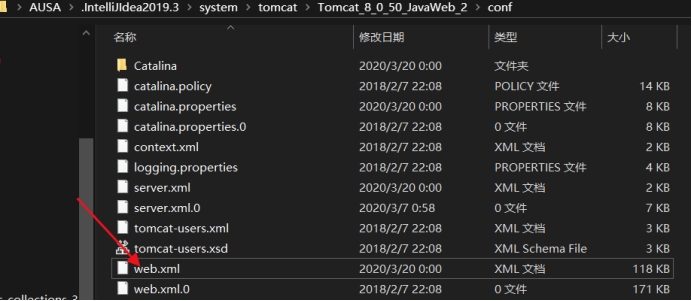 AUSA > .IntelliJIdea2019.3 > system > tomcat > Tomcat_8_0_50_JavaWeb_2 > conf
名称 修改日期 类型 大小
Catalina 2020/3/20 0:00 文件夹
catalina.policy 2018/2/7 22:08 POLICY 文件 14 KB
catalina.properties 2020/3/20 0:00 PROPERTIES 文件 8 KB
catalina.properties.0 2018/2/7 22:08 0 文件 8 KB
context.xml 2018/2/7 22:08 XML 文档 2 KB
logging.properties 2018/2/7 22:08 PROPERTIES 文件 4 KB
server.xml 2020/3/20 0:00 XML 文档 2 KB
server.xml.0 2020/3/7 0:58 0 文件 7 KB
tomcat-users.xml 2018/2/7 22:08 XML 文档 3 KB
tomcat-users.xsd 2018/2/7 22:08 XML Schema File 3 KB
web.xml 2020/3/20 0:00 XML 文档 118 KB
web.xml.0 2018/2/7 22:08 0 文件 171 KB